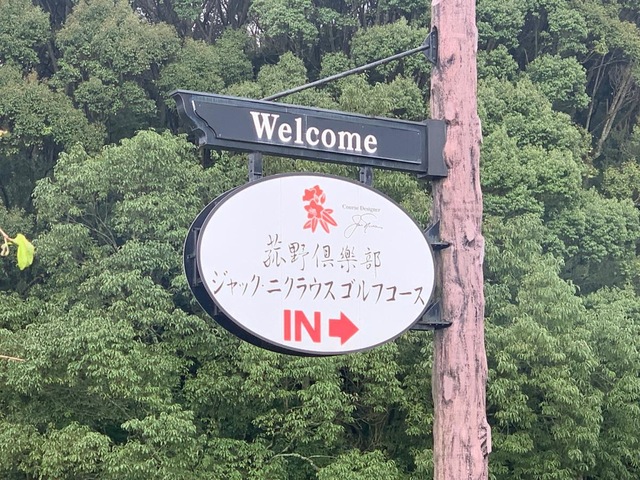 Welcome
Course Designer
菰野倶楽部
ジャック・ニクラウスゴルフコース
IN